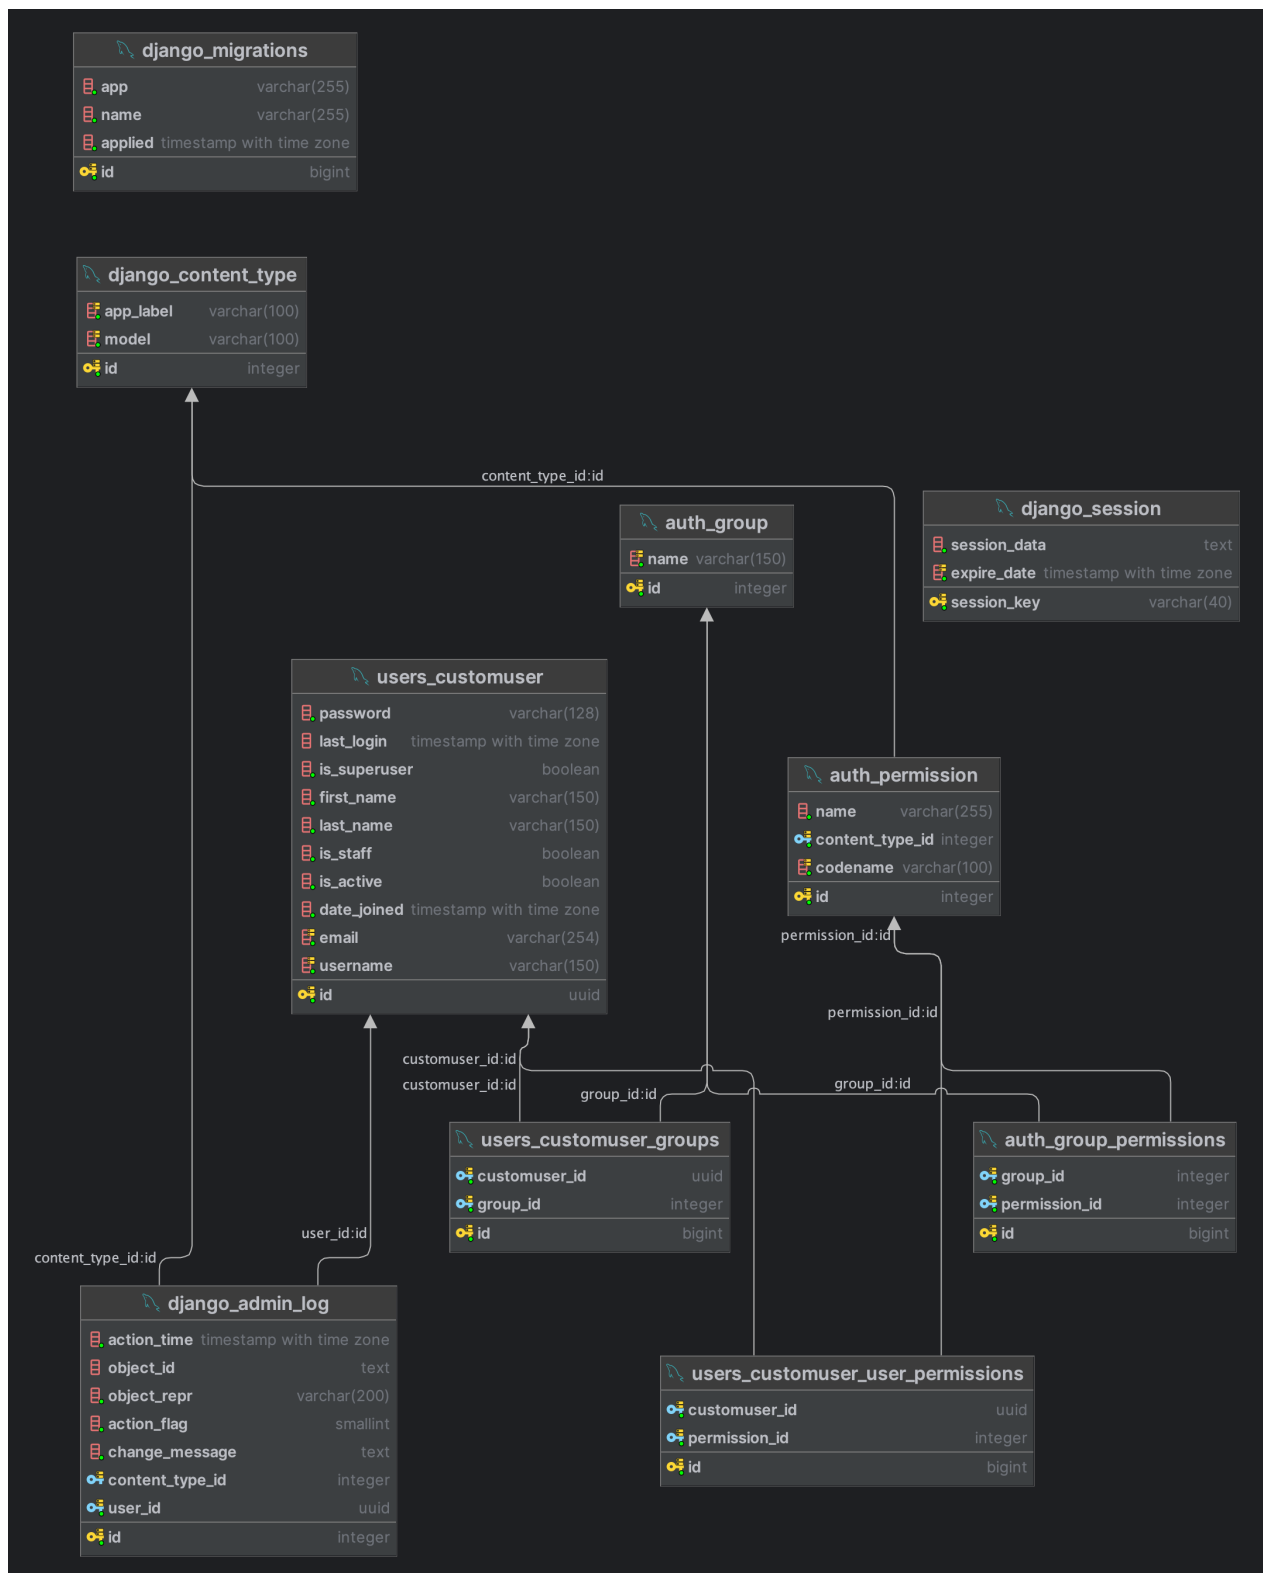 django_migrations
app varchar(255)
name varchar(255)
applied timestamp with time zone
id bigint
django_content_type
app_label varchar(100)
model varchar(100)
id integer
content_type_id:id
auth_group
name varchar(150)
id integer
django_session
session_data text
expire_date timestamp with time zone
session_key varchar(40)
users_customuser
password varchar(128)
last_login timestamp with time zone
is_superuser boolean
first_name varchar(150)
last_name varchar(150)
is_staff boolean
is_active boolean
date_joined timestamp with time zone
email varchar(254)
username varchar(150)
id uuid
auth_permission
name varchar(255)
content_type_id integer
codename varchar(100)
id integer
permission_id:id
permission_id:id
customuser_id:id
customuser_id:id
group_id:id
group_id:id
users_customuser_groups
customuser_id uuid
group_id integer
id bigint
auth_group_permissions
group_id integer
permission_id integer
id bigint
user_id:id
content_type_id:id
django_admin_log
action_time timestamp with time zone
object_id text
object_repr varchar(200)
action_flag smallint
change_message text
content_type_id integer
user_id uuid
id integer
users_customuser_user_permissions
customuser_id uuid
permission_id integer
id bigint